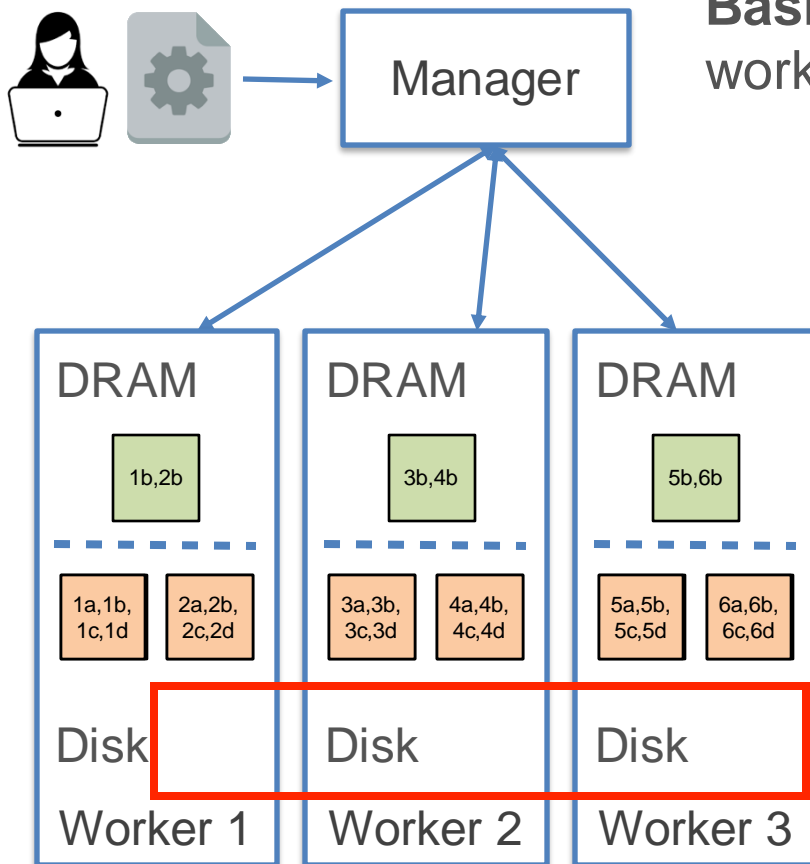 Basi
work
Manager
DRAM
DRAM
DRAM
1b,2b
3b,4b
5b,6b
1a,1b,
1c,1d
2a,2b,
2c,2d
3a,3b,
3c,3d
4a,4b,
4c,4d
5a,5b,
5c,5d
6a,6b,
6c,6d
Disk
Disk
Disk
Worker 1
Worker 2
Worker 3